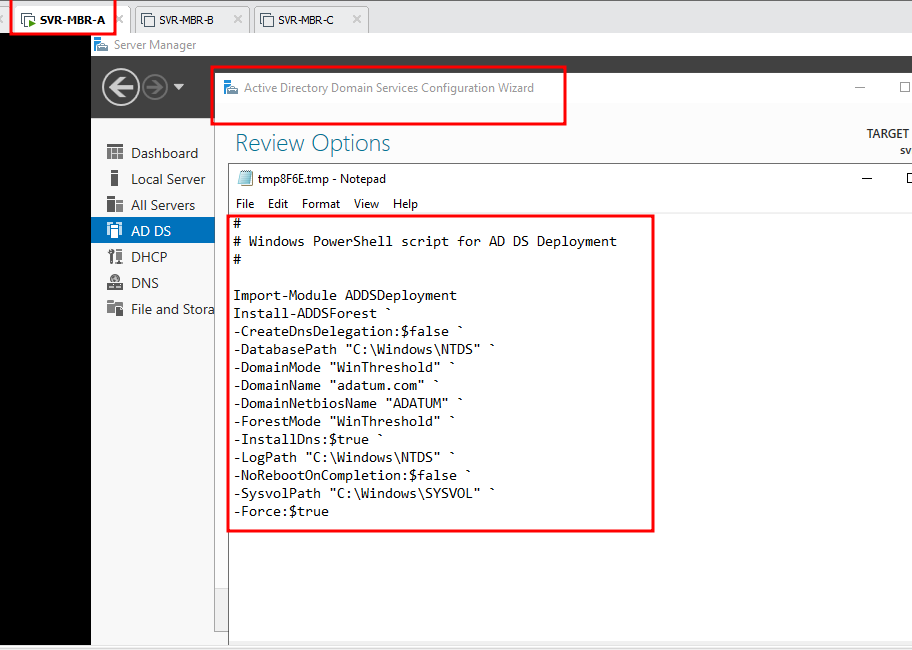 SVR-MBR-A
SVR-MBR-B
SVR-MBR-C
Server Manager
Active Directory Domain Services Configuration Wizard
Review Options
TARGET
sv
Dashboard
Local Server
All Servers
AD DS
DHCP
DNS
File and Stora
tmp8F6E.tmp - Notepad
File Edit Format View Help
#
# Windows PowerShell script for AD DS Deployment
#
Import-Module ADDSDeployment
Install-ADDSForest `
-CreateDnsDelegation:$false `
-DatabasePath "C:\Windows\NTDS" `
-DomainMode "WinThreshold" `
-DomainName "adatum.com" `
-DomainNetbiosName "ADATUM" `
-ForestMode "WinThreshold" `
-InstallDns:$true `
-LogPath "C:\Windows\NTDS" `
-NoRebootOnCompletion:$false `
-SysvolPath "C:\Windows\SYSVOL" `
-Force:$true